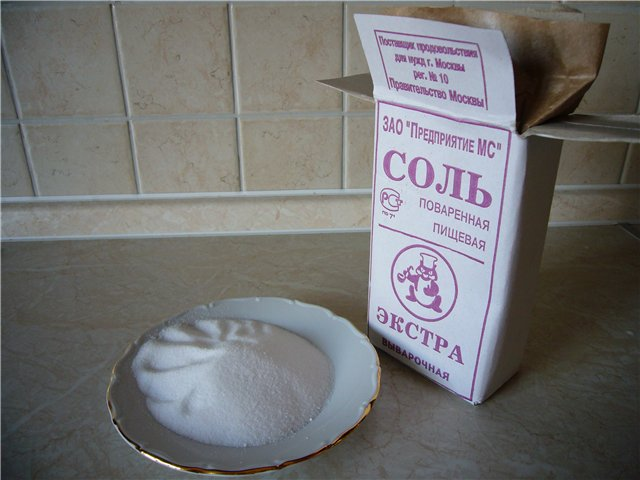 Поставщик продовольствия
для нужд г. Москвы
рег. № 10
Правительство Москвы
ЗАО "Предприятие МС"
СОЛЬ
ПОВАРЕННАЯ
ПИЩЕВАЯ
ЭКСТРА
ВЫВАРОЧНАЯ